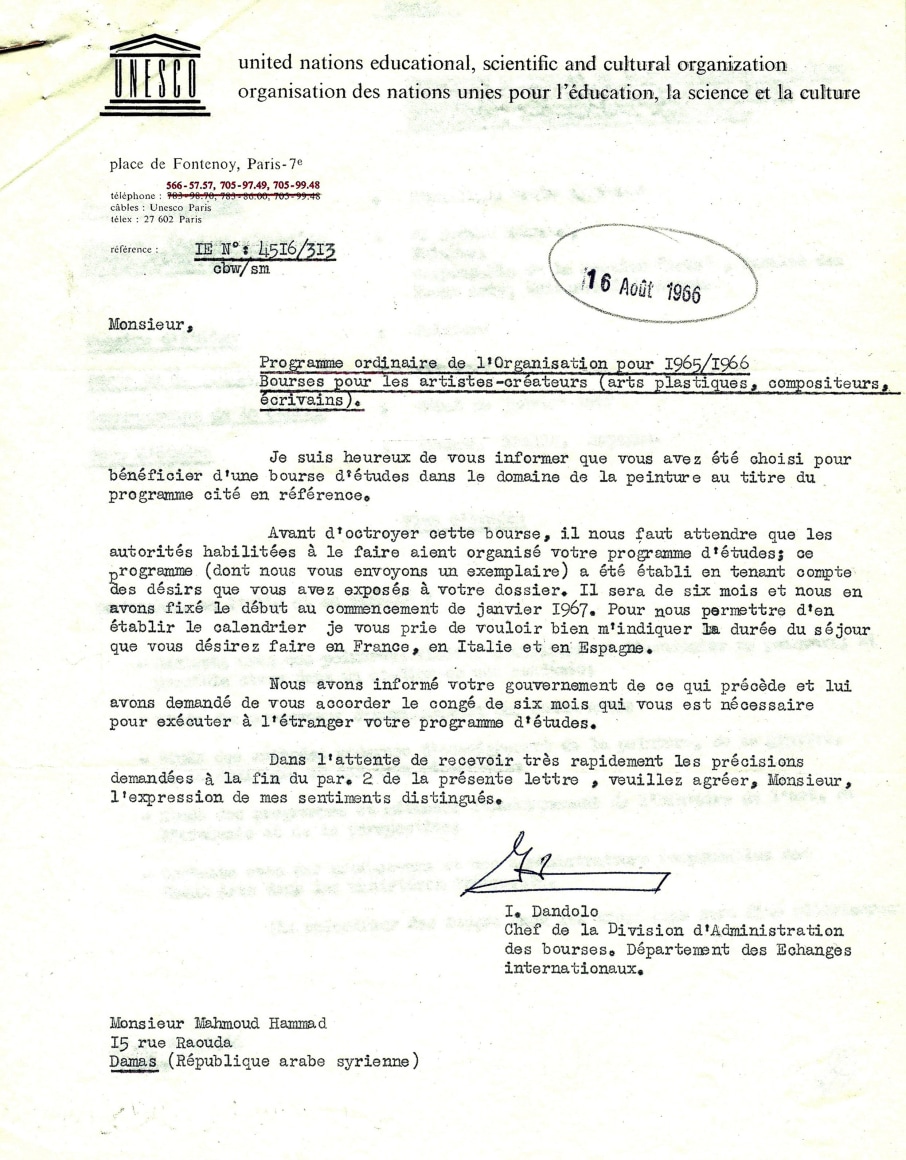 UNESCO
united nations educational, scientific and cultural organization
organisation des nations unies pour l'éducation, la science et la culture
place de Fontenoy, Paris-7e
566-57.57, 705-97.49, 705-99.48
téléphone : 783-98.70, 783-86.00, 705-99.48
câbles : Unesco Paris
télex : 27 602 Paris
référence : IE N°: 4516/313
cbw/sm
16 Août 1966
Monsieur,
Programme ordinaire de l'Organisation pour I965/I966
Bourses pour les artistes-créateurs (arts plastiques, compositeurs,
écrivains).
Je suis heureux de vous informer que vous avez été choisi pour
bénéficier d'une bourse d'études dans le domaine de la peinture au titre du
programme cité en référence.
Avant d'octroyer cette bourse, il nous faut attendre que les
autorités habilitées à le faire aient organisé votre programme d'études; ce
programme (dont nous vous envoyons un exemplaire) a été établi en tenant compte
des désirs que vous avez exposés à votre dossier. Il sera de six mois et nous en
avons fixé le début au commencement de janvier I967. Pour nous permettre d'en
établir le calendrier je vous prie de vouloir bien m'indiquer la durée du séjour
que vous désirez faire en France, en Italie et en Espagne.
Nous avons informé votre gouvernement de ce qui précède et lui
avons demandé de vous accorder le congé de six mois qui vous est nécessaire
pour exécuter à l'étranger votre programme d'études.
Dans l'attente de recevoir très rapidement les précisions
demandées à la fin du par. 2 de la présente lettre , veuillez agréer, Monsieur,
l'expression de mes sentiments distingués.
I. Dandolo
Chef de la Division d'Administration
des bourses. Département des Echanges
internationaux.
Monsieur Mahmoud Hammad
I5 rue Raouda
Damas (République arabe syrienne)